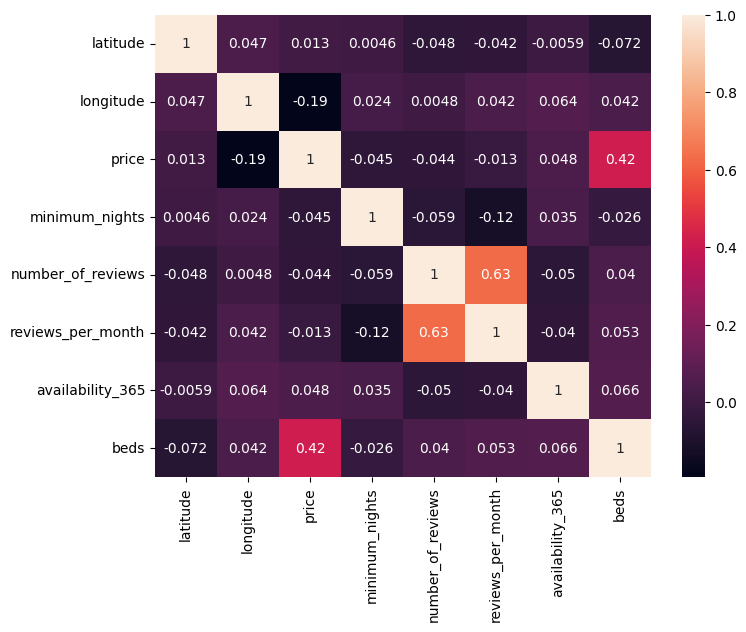 latitude 1 0.047 0.013 0.0046 -0.048 -0.042 -0.0059 -0.072
longitude 0.047 1 -0.19 0.024 0.0048 0.042 0.064 0.042
price 0.013 -0.19 1 -0.045 -0.044 -0.013 0.048 0.42
minimum_nights 0.0046 0.024 -0.045 1 -0.059 -0.12 0.035 -0.026
number_of_reviews -0.048 0.0048 -0.044 -0.059 1 0.63 -0.05 0.04
reviews_per_month -0.042 0.042 -0.013 -0.12 0.63 1 -0.04 0.053
availability_365 -0.0059 0.064 0.048 0.035 -0.05 -0.04 1 0.066
beds -0.072 0.042 0.42 -0.026 0.04 0.053 0.066 1
latitude
longitude
price
minimum_nights
number_of_reviews
reviews_per_month
availability_365
beds
1.0
0.8
0.6
0.4
0.2
0.0